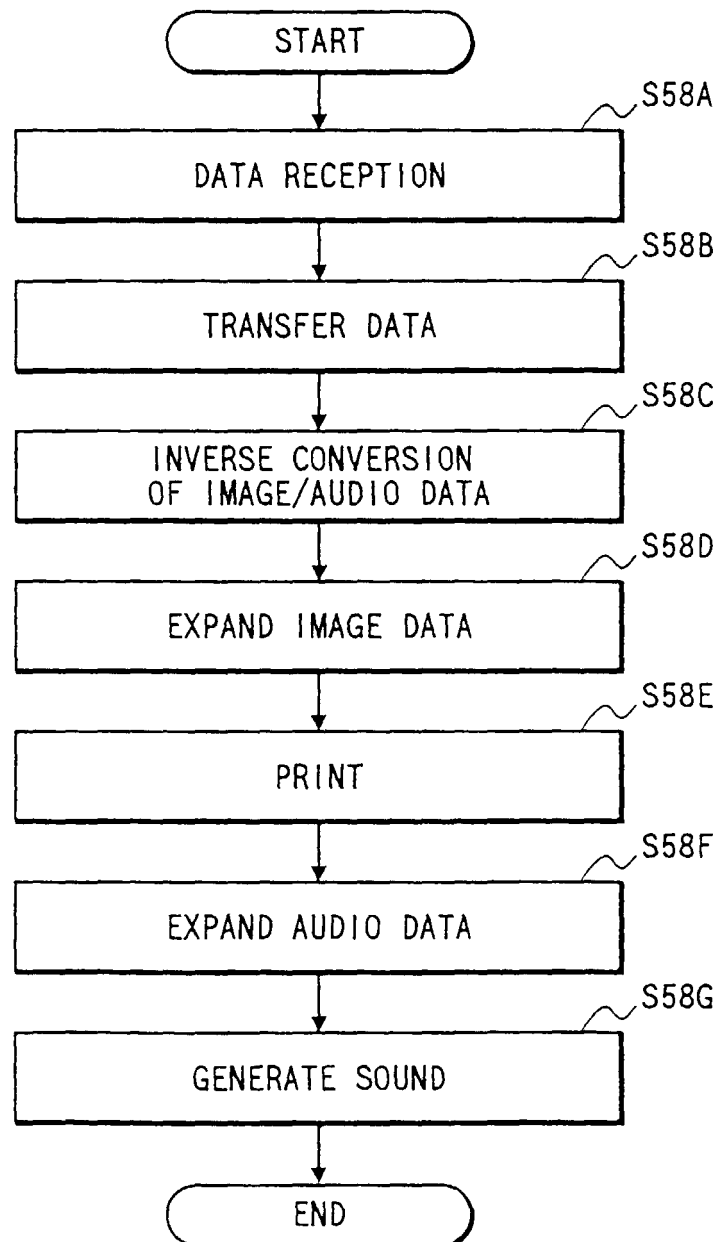 START
S58A
DATA RECEPTION
S58B
TRANSFER DATA
S58C
INVERSE CONVERSION
OF IMAGE/AUDIO DATA
S58D
EXPAND IMAGE DATA
S58E
PRINT
S58F
EXPAND AUDIO DATA
S58G
GENERATE SOUND
END